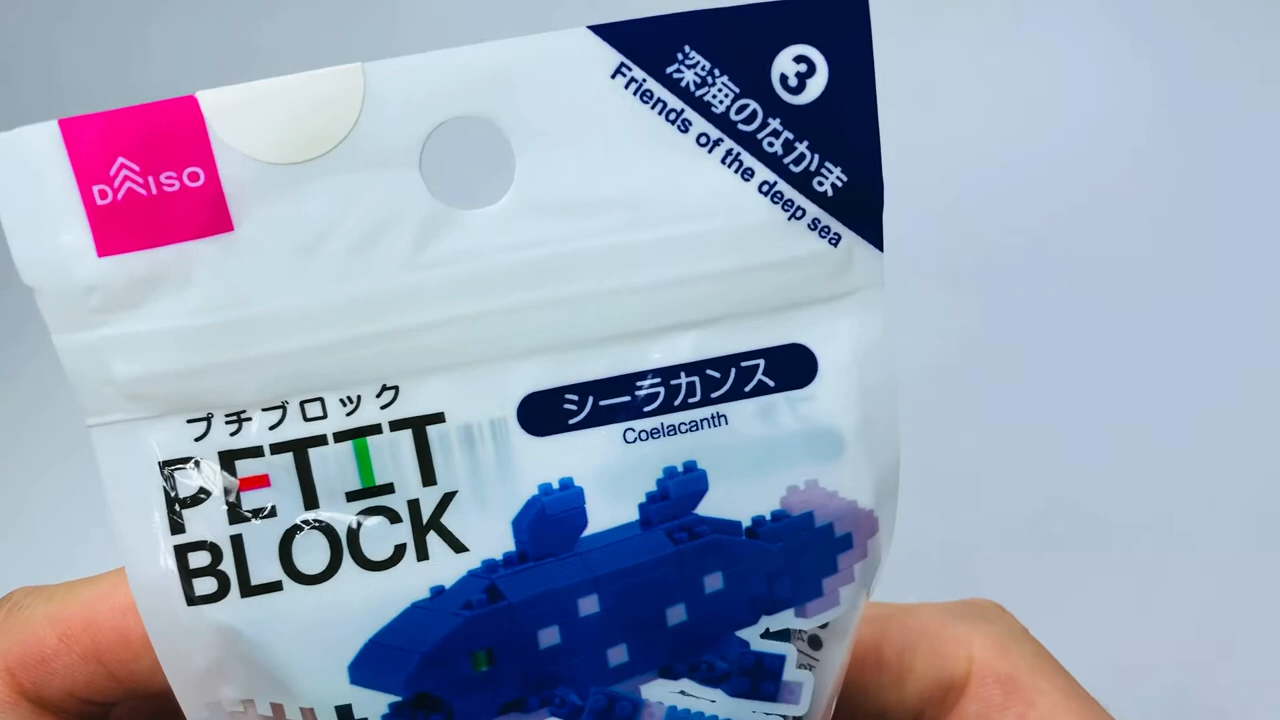 DAISO
3
深海のなかま
Friends of the deep sea
プチブロック
PETIT
BLOCK
シーラカンス
Coelacanth